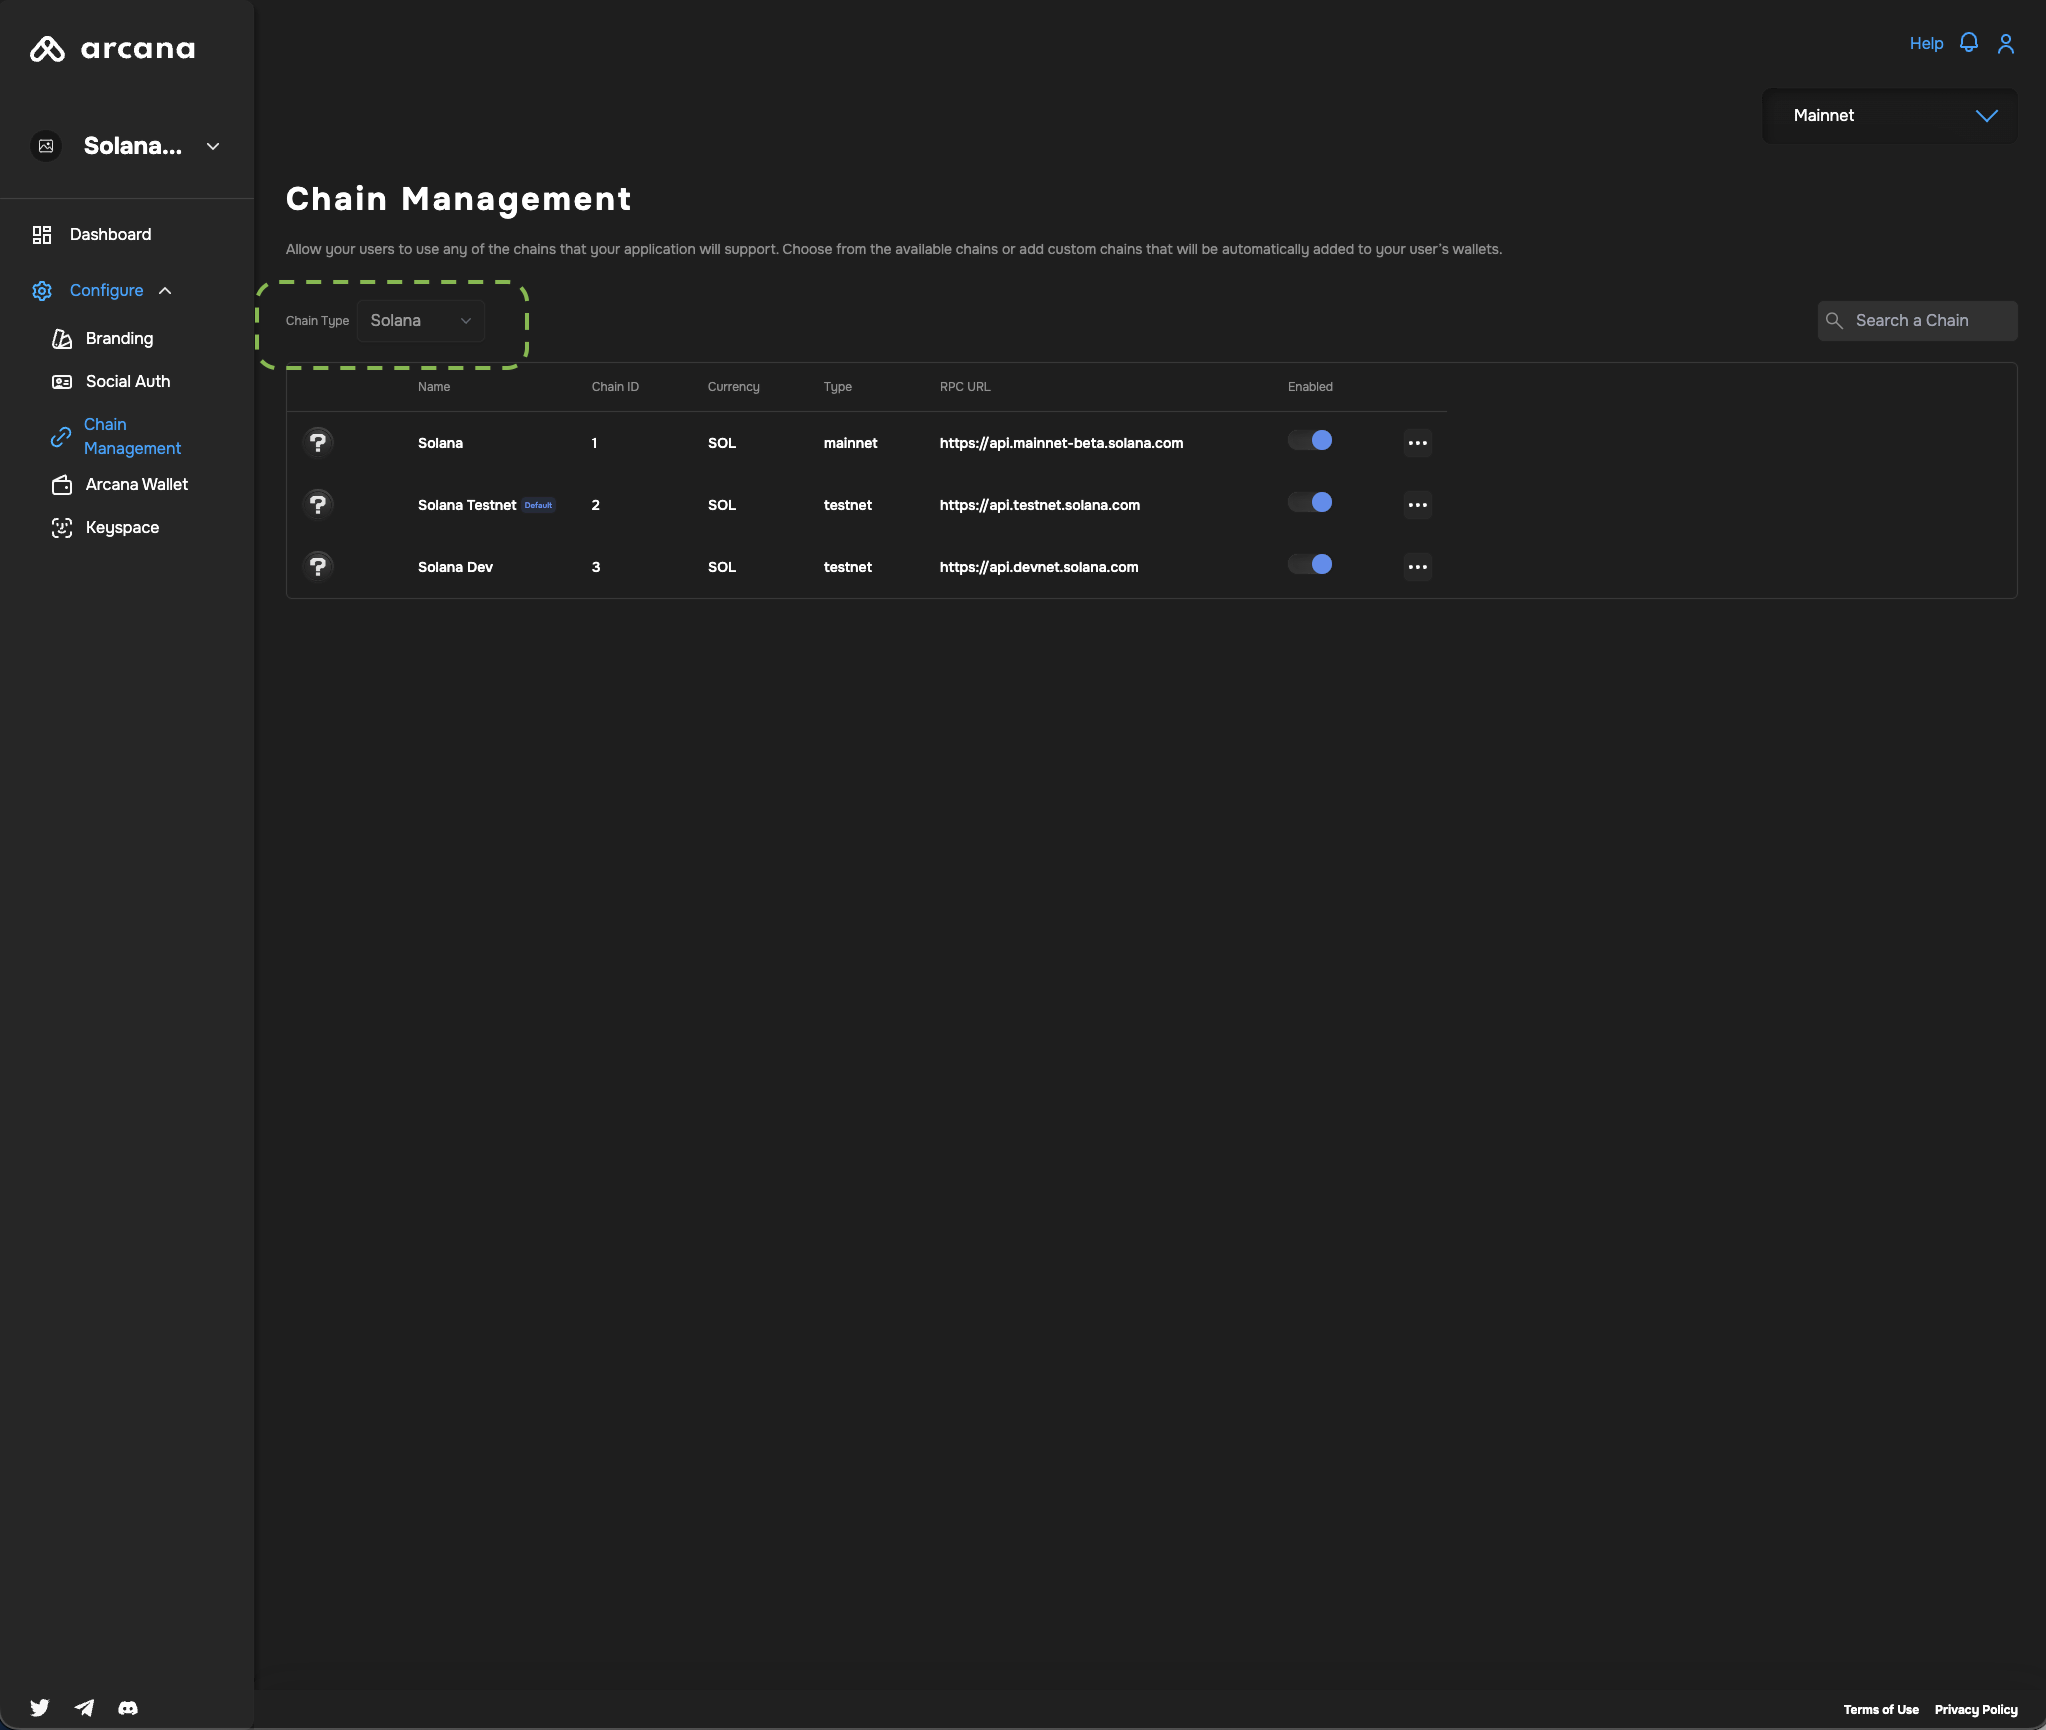 arcana
Help
Mainnet
Solana...
Chain Management
Dashboard
Allow your users to use any of the chains that your application will support. Choose from the available chains or add custom chains that will be automatically added to your user's wallets.
Configure
Chain Type Solana
Search a Chain
Branding
Social Auth
Chain
Management
Arcana Wallet
Keyspace
Name Chain ID Currency Type RPC URL Enabled
Solana 1 SOL mainnet https://api.mainnet-beta.solana.com
Solana Testnet Default 2 SOL testnet https://api.testnet.solana.com
Solana Dev 3 SOL testnet https://api.devnet.solana.com
Terms of Use Privacy Policy